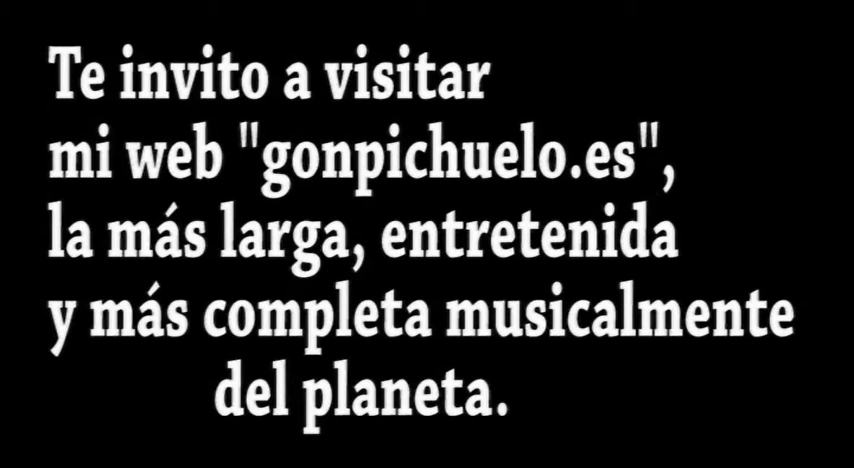 Te invito a visitar
mi web "gonpichuelo.es",
la más larga, entretenida
y más completa musicalmente
del planeta.